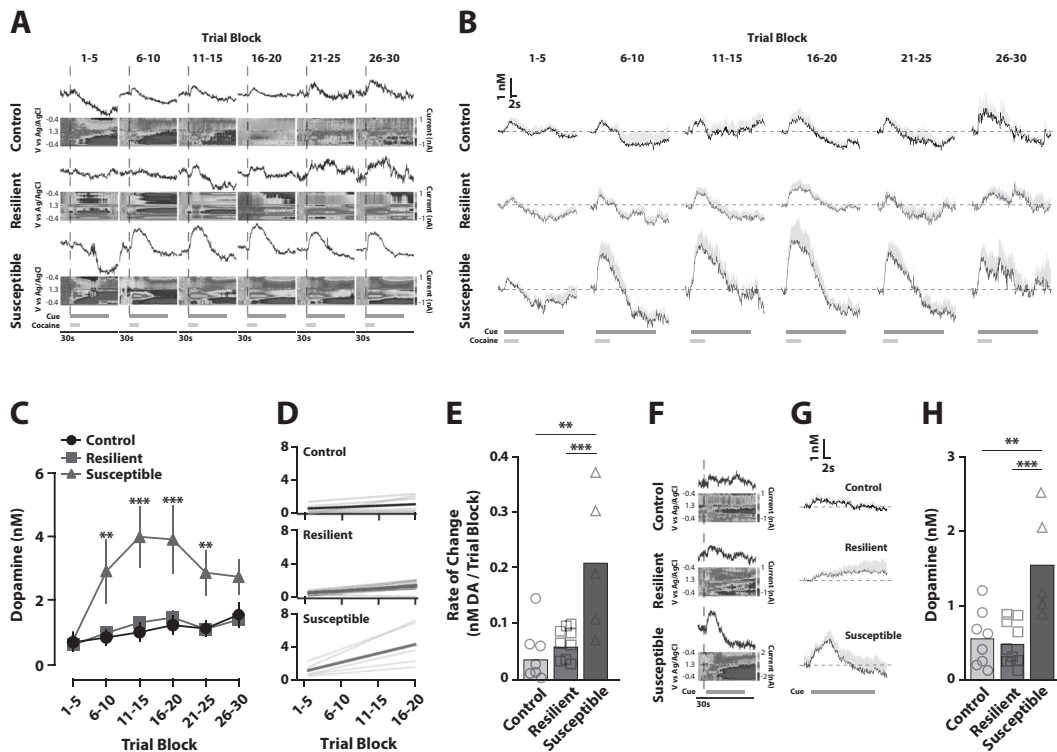 A
Trial Block
1-5 6-10 11-15 16-20 21-25 26-30
Control
V vs Ag/AgCl
-0.4
1.3
-0.4
Current (nA)
1
-1
Resilient
V vs Ag/AgCl
-0.4
1.3
-0.4
Current (nA)
1
-1
Susceptible
V vs Ag/AgCl
-0.4
1.3
-0.4
Current (nA)
1
-1
Cue
Cocaine
30s 30s 30s 30s 30s 30s
B
Trial Block
1-5 6-10 11-15 16-20 21-25 26-30
1 nM
2s
Control
Resilient
Susceptible
Cue
Cocaine
C
Control
Resilient
Susceptible
Dopamine (nM)
6
4
2
0
** *** *** **
1-5 6-10 11-15 16-20 21-25 26-30
Trial Block
D
8
4
0
Control
8
4
0
Resilient
8
4
0
Susceptible
1-5 6-10 11-15 16-20
Trial Block
E
Rate of Change
(nM DA / Trial Block)
0.4
0.3
0.2
0.1
0
**
***
Control Resilient Susceptible
F
Control
V vs Ag/AgCl
-0.4
1.3
-0.4
Current (nA)
1
-1
Resilient
V vs Ag/AgCl
-0.4
1.3
-0.4
Current (nA)
1
-1
Susceptible
V vs Ag/AgCl
-0.4
1.3
-0.4
Current (nA)
2
-2
Cue
30s
G
1 nM
2s
Control
Resilient
Susceptible
Cue
H
Dopamine (nM)
3
2
1
0
**
***
Control Resilient Susceptible